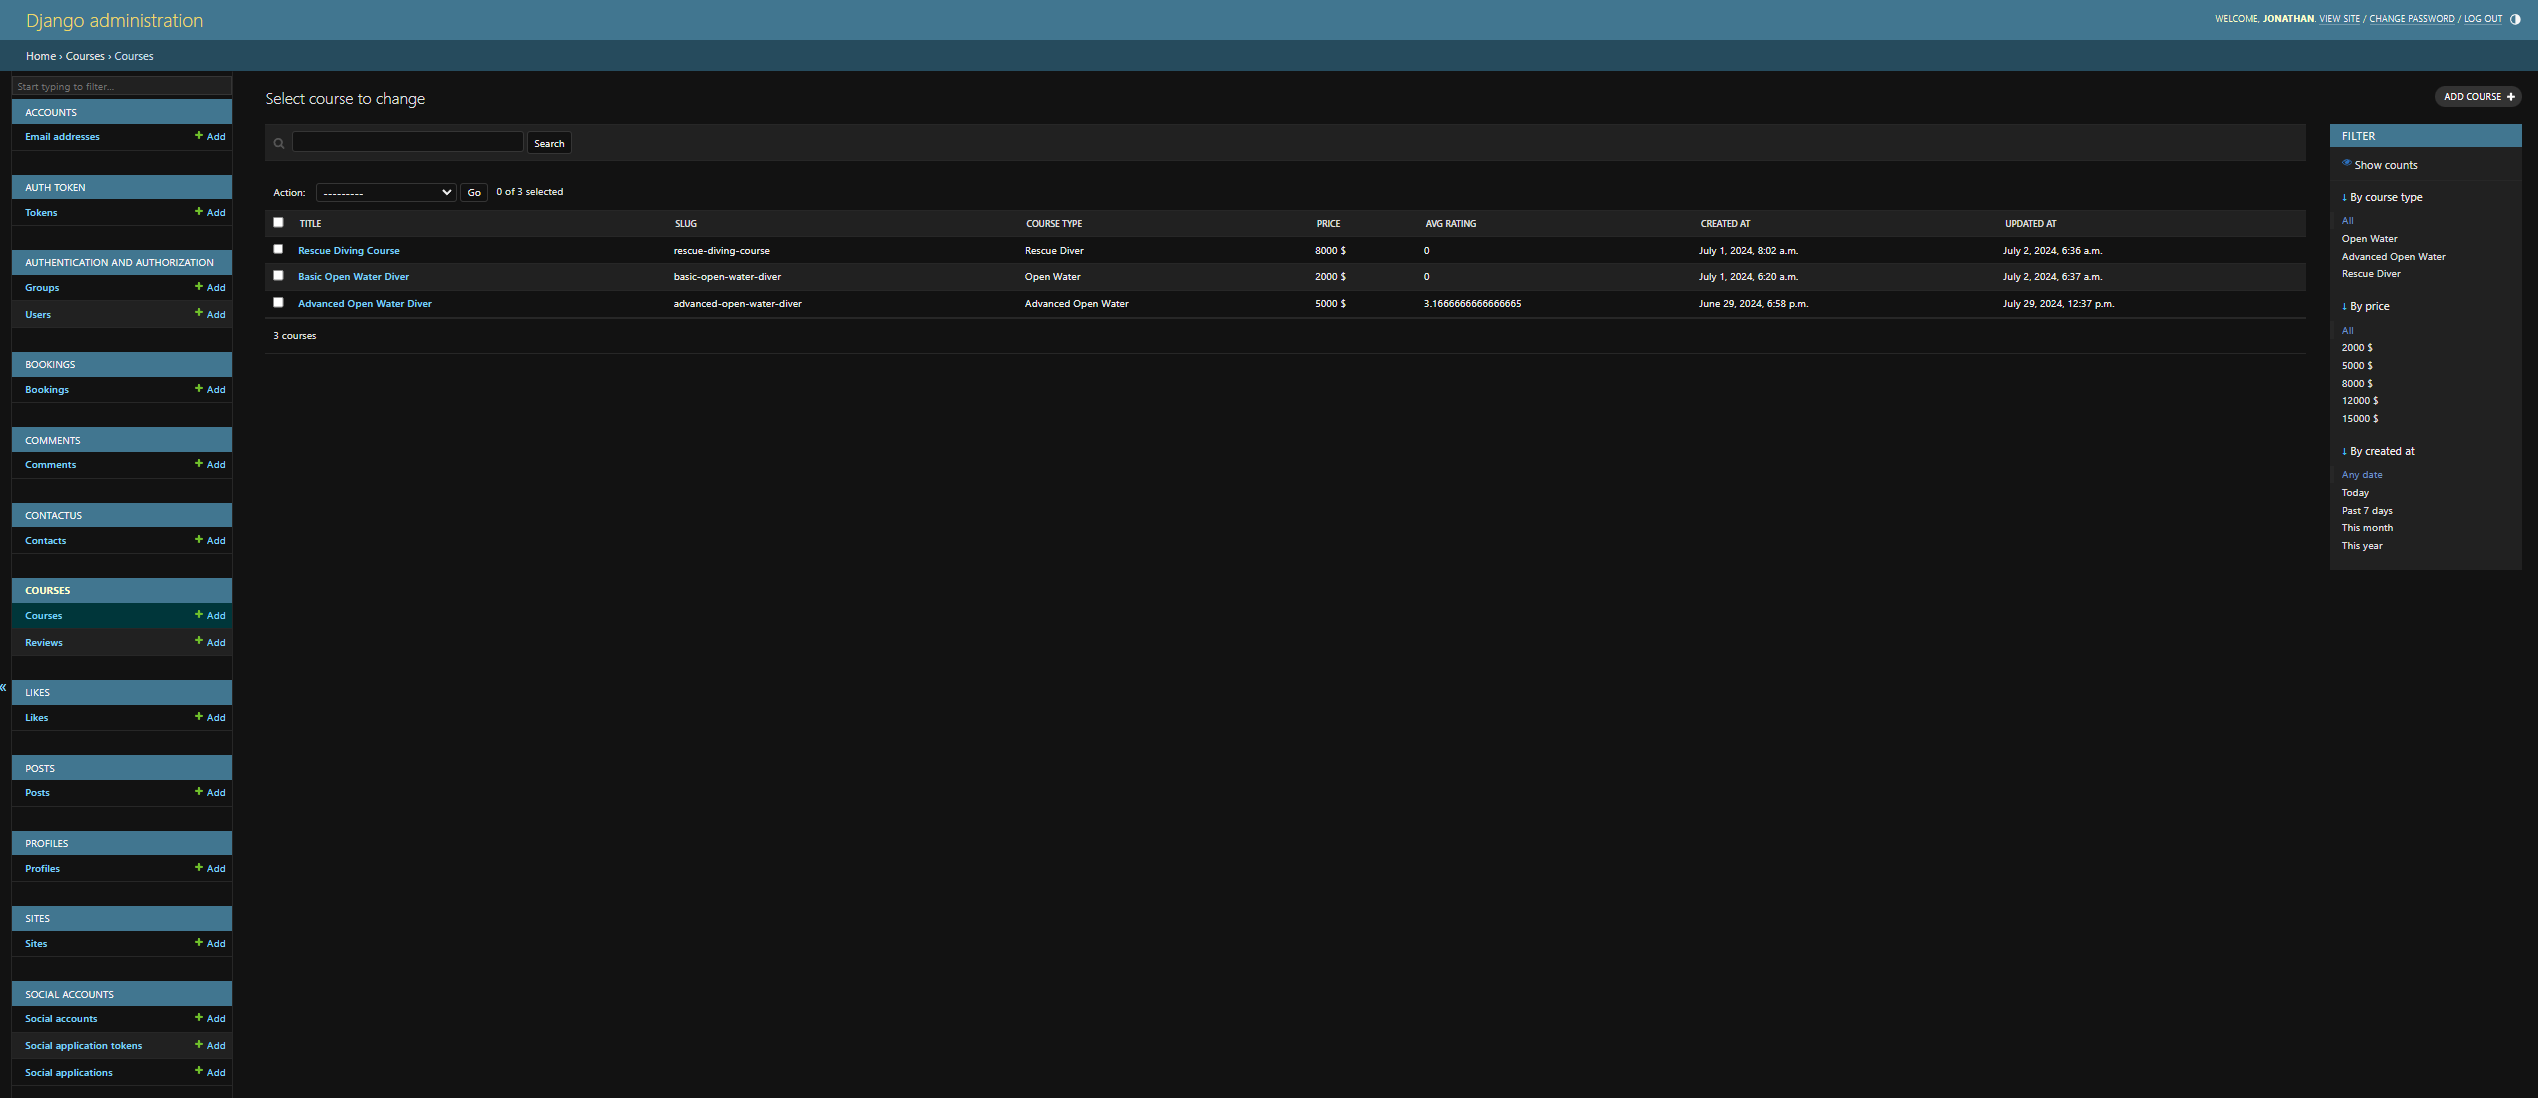 Django administration
WELCOME, JONATHAN. VIEW SITE / CHANGE PASSWORD / LOG OUT
Home › Courses › Courses
Start typing to filter...
ACCOUNTS
Email addresses + Add
AUTH TOKEN
Tokens + Add
AUTHENTICATION AND AUTHORIZATION
Groups + Add
Users + Add
BOOKINGS
Bookings + Add
COMMENTS
Comments + Add
CONTACTUS
Contacts + Add
COURSES
Courses + Add
Reviews + Add
LIKES
Likes + Add
POSTS
Posts + Add
PROFILES
Profiles + Add
SITES
Sites + Add
SOCIAL ACCOUNTS
Social accounts + Add
Social application tokens + Add
Social applications + Add
«
Select course to change
ADD COURSE +
Search
Action: --------- Go 0 of 3 selected
TITLE SLUG COURSE TYPE PRICE AVG RATING CREATED AT UPDATED AT
Rescue Diving Course rescue-diving-course Rescue Diver 8000 $ 0 July 1, 2024, 8:02 a.m. July 2, 2024, 6:36 a.m.
Basic Open Water Diver basic-open-water-diver Open Water 2000 $ 0 July 1, 2024, 6:20 a.m. July 2, 2024, 6:37 a.m.
Advanced Open Water Diver advanced-open-water-diver Advanced Open Water 5000 $ 3.1666666666666665 June 29, 2024, 6:58 p.m. July 29, 2024, 12:37 p.m.
3 courses
FILTER
Show counts
↓ By course type
All
Open Water
Advanced Open Water
Rescue Diver
↓ By price
All
2000 $
5000 $
8000 $
12000 $
15000 $
↓ By created at
Any date
Today
Past 7 days
This month
This year